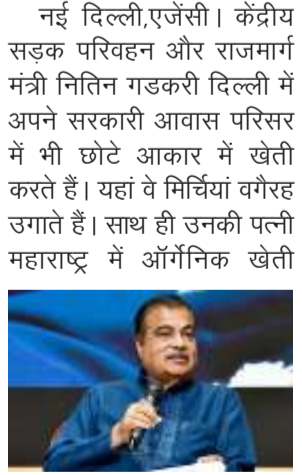 नई दिल्ली,एजेंसी। केंद्रीय
सड़क परिवहन और राजमार्ग
मंत्री नितिन गडकरी दिल्ली में
अपने सरकारी आवास परिसर
में भी छोटे आकार में खेती
करते हैं। यहां वे मिर्चियां वगैरह
उगाते हैं। साथ ही उनकी पत्नी
महाराष्ट्र में ऑर्गेनिक खेती